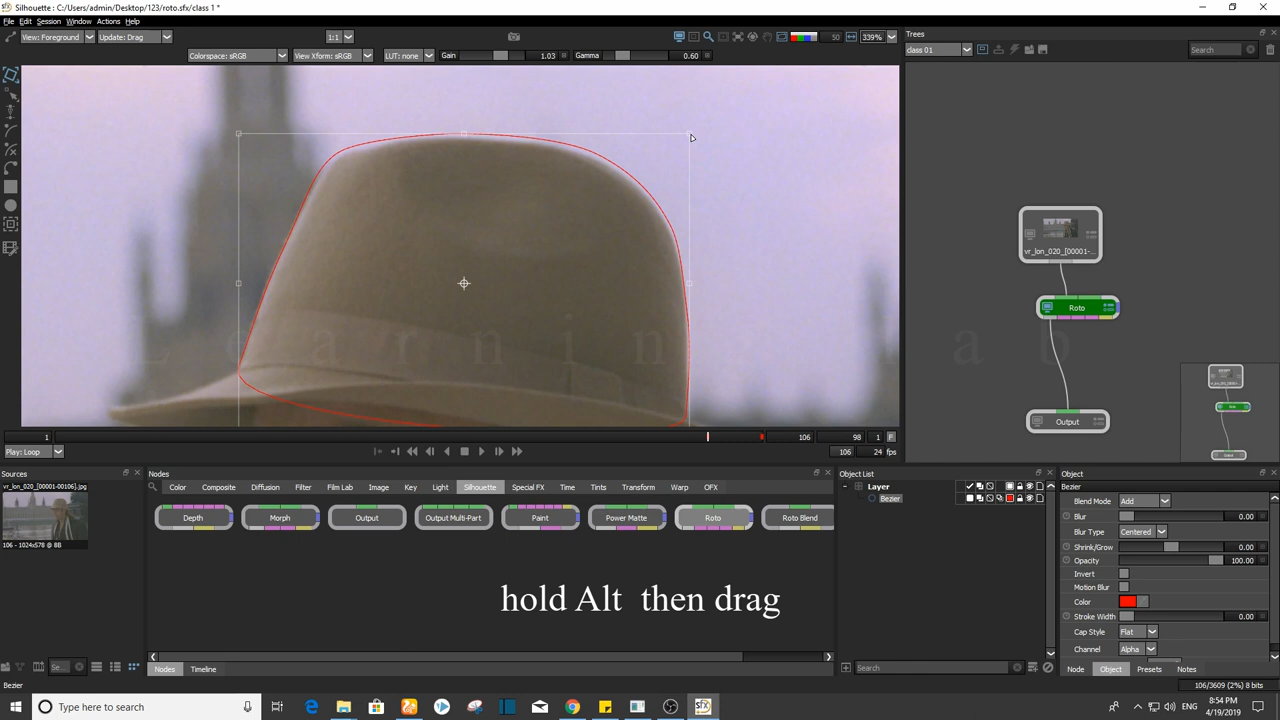 Silhouette : C:/Users/admin/Desktop/123/roto.sfx/class 1 *
File Edit Session Window Actions Help
View: Foreground Update: Drag 1:1 50 339%
Colorspace: sRGB View Xform: sRGB LUT: none Gain 1.03 Gamma 0.60
Trees
class 01 Search
vr_lon_020_[00001-...
Roto
Output
Learning Lab
1 106 98 1 F
Play: Loop 106 24 fps
Sources
vr_lon_020_[00001-00106].jpg
106 - 1024x578 @ 8B
Se...
Nodes
Color Composite Diffusion Film Lab Image Key Light Silhouette Special FX Time Tints Transform Warp OFX
Depth Morph Output Output Multi-Part Paint Power Matte Roto Roto Blend
hold Alt then drag
Nodes Timeline
Object List
Layer
Bezier
Search
Object
Bezier
Blend Mode Add
Blur 0.00
Blur Type Centered
Shrink/Grow 0.00
Opacity 100.00
Invert
Motion Blur
Color
Stroke Width 0.00
Cap Style Flat
Channel Alpha
Node Object Presets Notes
Bezier
106/3609 (2%) 8 bits
Type here to search
ENG
8:54 PM
4/19/2019